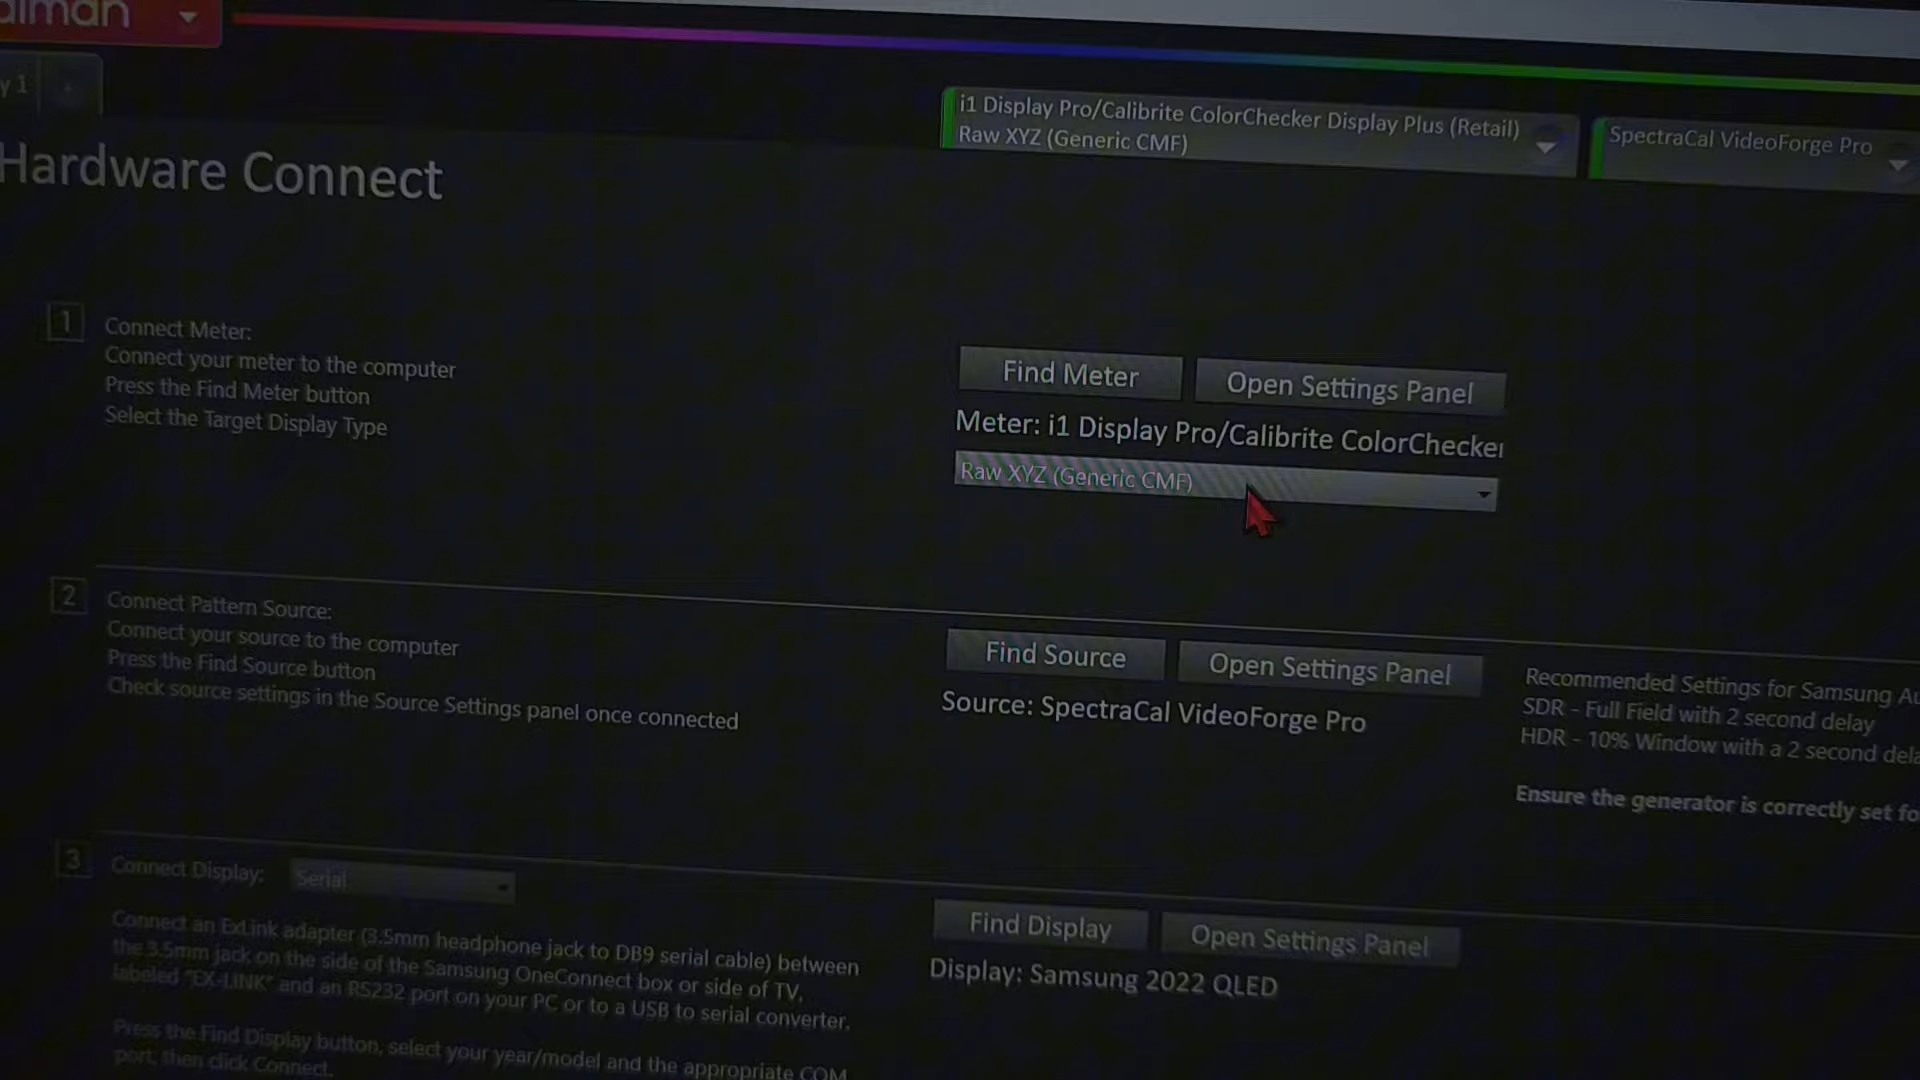 Hardware Connect
i1 Display Pro/Calibrite ColorChecker Display Plus (Retail)
Raw XYZ (Generic CMF)
SpectraCal VideoForge Pro
1
Connect Meter:
Connect your meter to the computer
Press the Find Meter button
Select the Target Display Type
Find Meter
Open Settings Panel
Meter: i1 Display Pro/Calibrite ColorChecker
Raw XYZ (Generic CMF)
2
Connect Pattern Source:
Connect your source to the computer
Press the Find Source button
Check source settings in the Source Settings panel once connected
Find Source
Open Settings Panel
Source: SpectraCal VideoForge Pro
Recommended Settings for Samsung
SDR - Full Field with 2 second delay
HDR - 10% Window with a 2 second
Ensure the generator is correctly set
3
Connect Display:
Serial
Connect an ExLink adapter (3.5mm headphone jack to DB9 serial cable) between
the 3.5mm jack on the side of the Samsung OneConnect box or side of TV,
labeled "EX-LINK" and an RS232 port on your PC or to a USB to serial converter.
Press the Find Display button, select your year/model and the appropriate COM
port, then click Connect.
Find Display
Open Settings Panel
Display: Samsung 2022 QLED